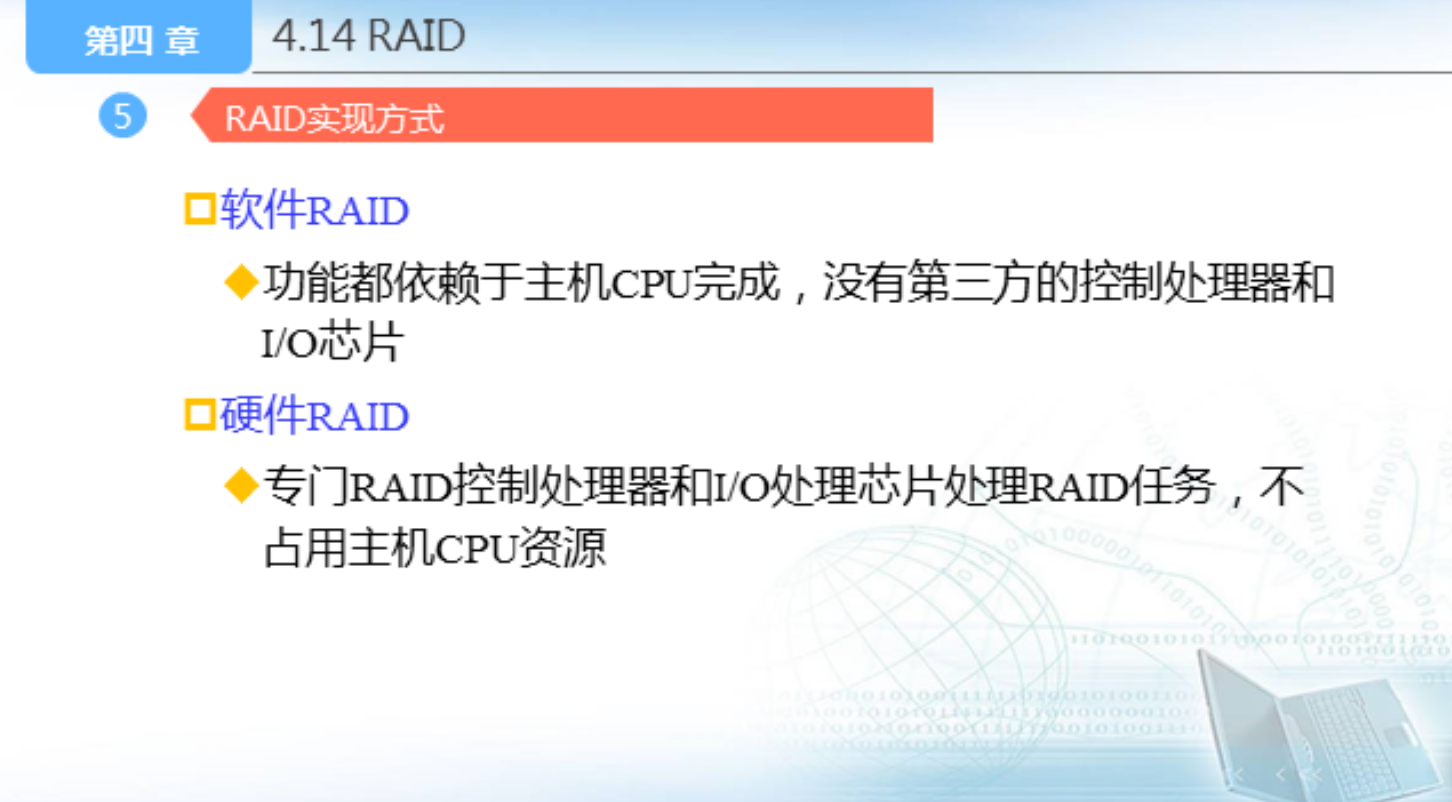 第四 章
4.14 RAID
5
RAID实现方式
软件RAID
功能都依赖于主机CPU完成，没有第三方的控制处理器和
I/O芯片
硬件RAID
专门RAID控制处理器和I/O处理芯片处理RAID任务，不
占用主机CPU资源